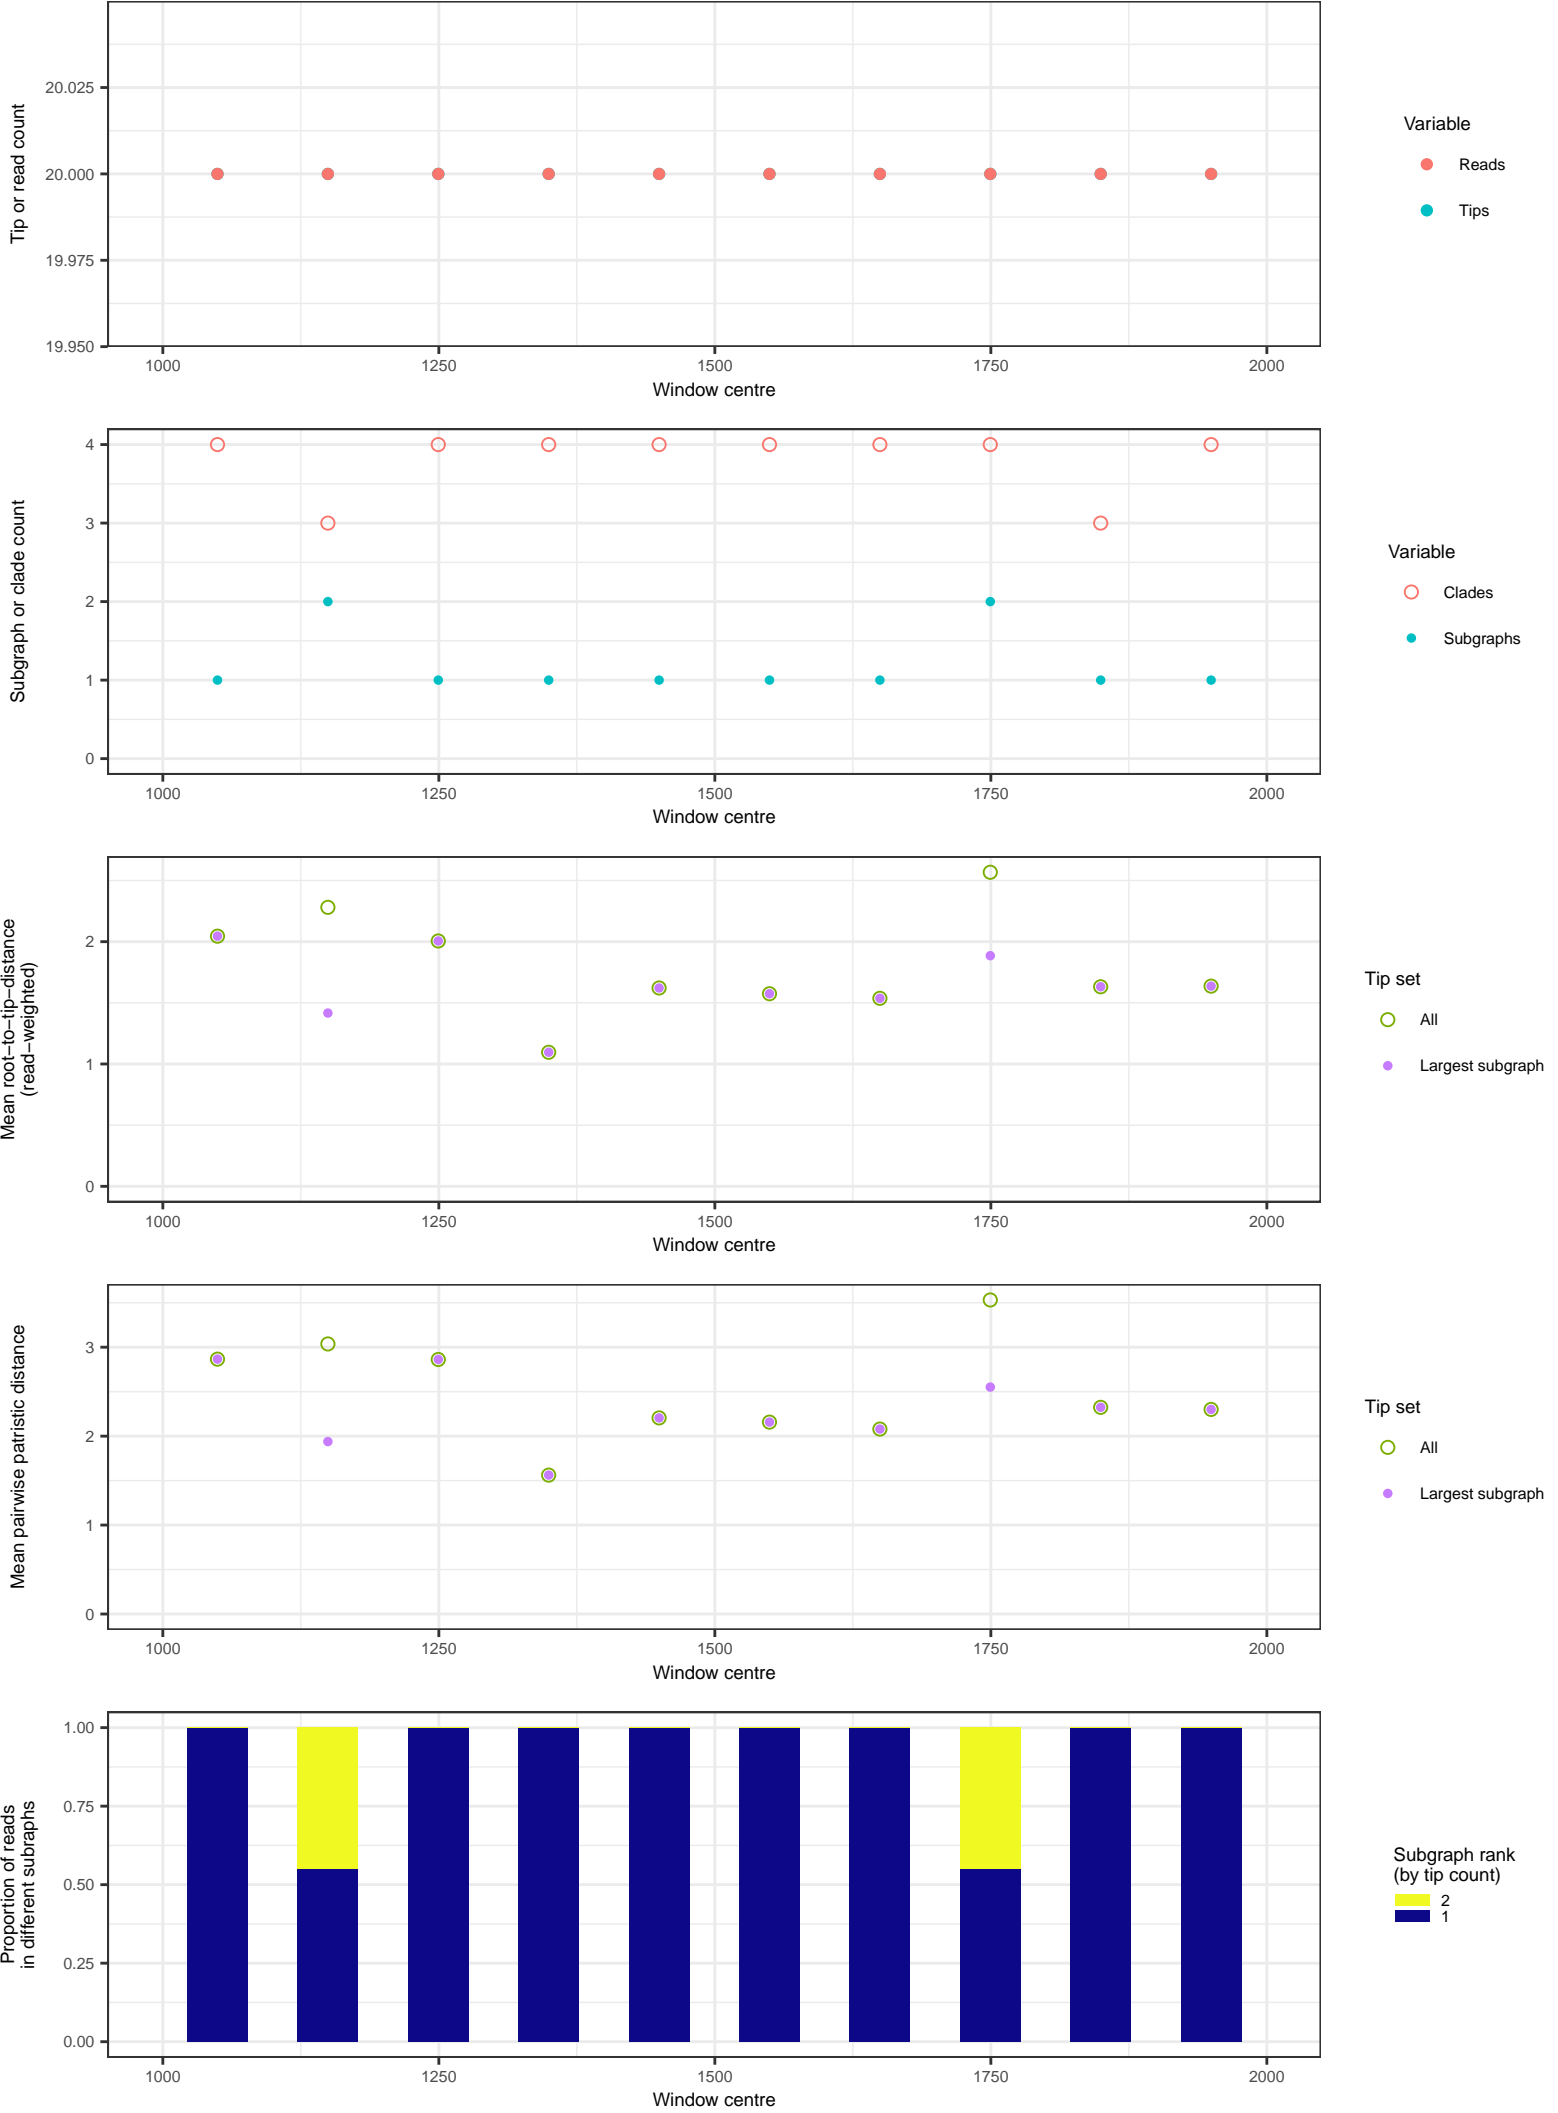 Tip or read count
20.025
20.000
19.975
19.950
1000 1250 1500 1750 2000
Window centre
Variable
Reads
Tips
Subgraph or clade count
4
3
2
1
0
1000 1250 1500 1750 2000
Window centre
Variable
Clades
Subgraphs
Mean root−to−tip−distance
(read−weighted)
2
1
0
1000 1250 1500 1750 2000
Window centre
Tip set
All
Largest subgraph
Mean pairwise patristic distance
3
2
1
0
1000 1250 1500 1750 2000
Window centre
Tip set
All
Largest subgraph
Proportion of reads
in different subraphs
1.00
0.75
0.50
0.25
0.00
1000 1250 1500 1750 2000
Window centre
Subgraph rank
(by tip count)
2
1